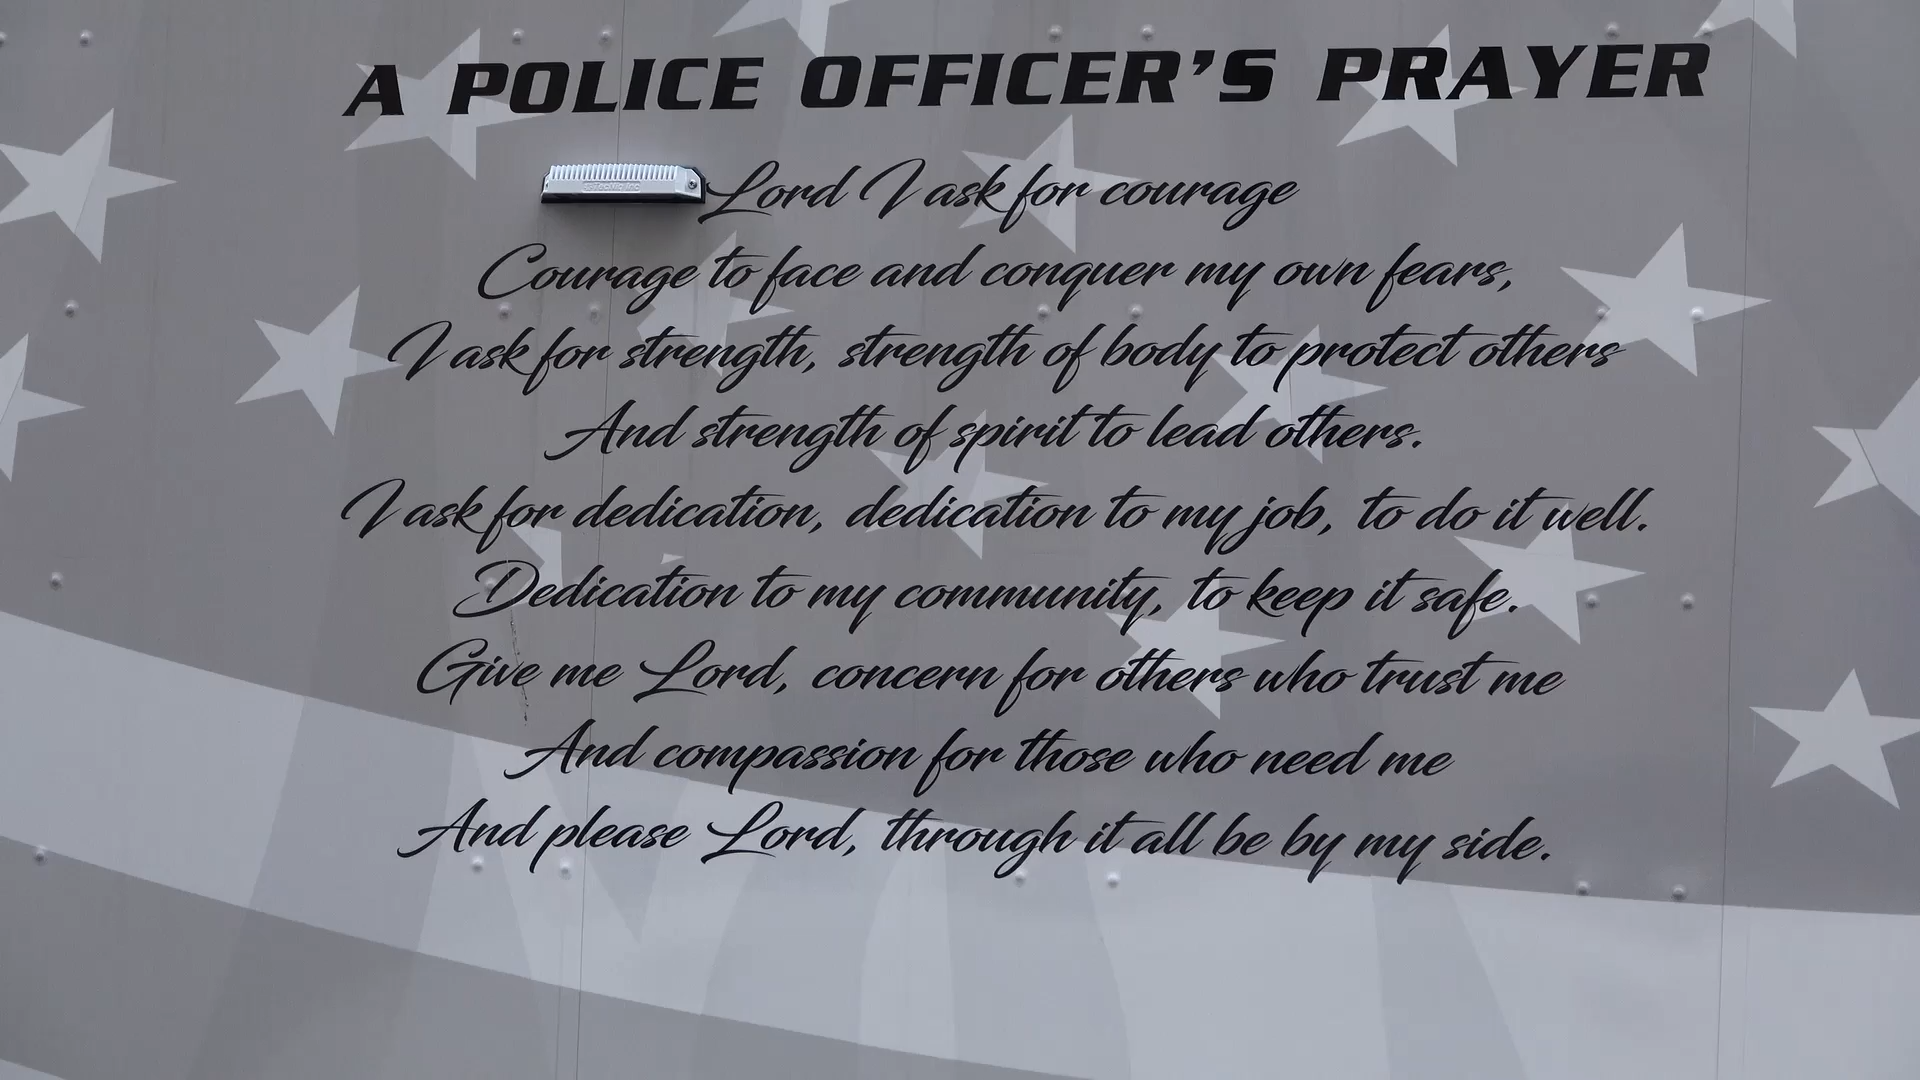 A POLICE OFFICER'S PRAYER
Lord I ask for courage
Courage to face and conquer my own fears,
I ask for strength, strength of body to protect others
And strength of spirit to lead others.
I ask for dedication, dedication to my job, to do it well.
Dedication to my community, to keep it safe.
Give me Lord, concern for others who trust me
And compassion for those who need me
And please Lord, through it all be by my side.